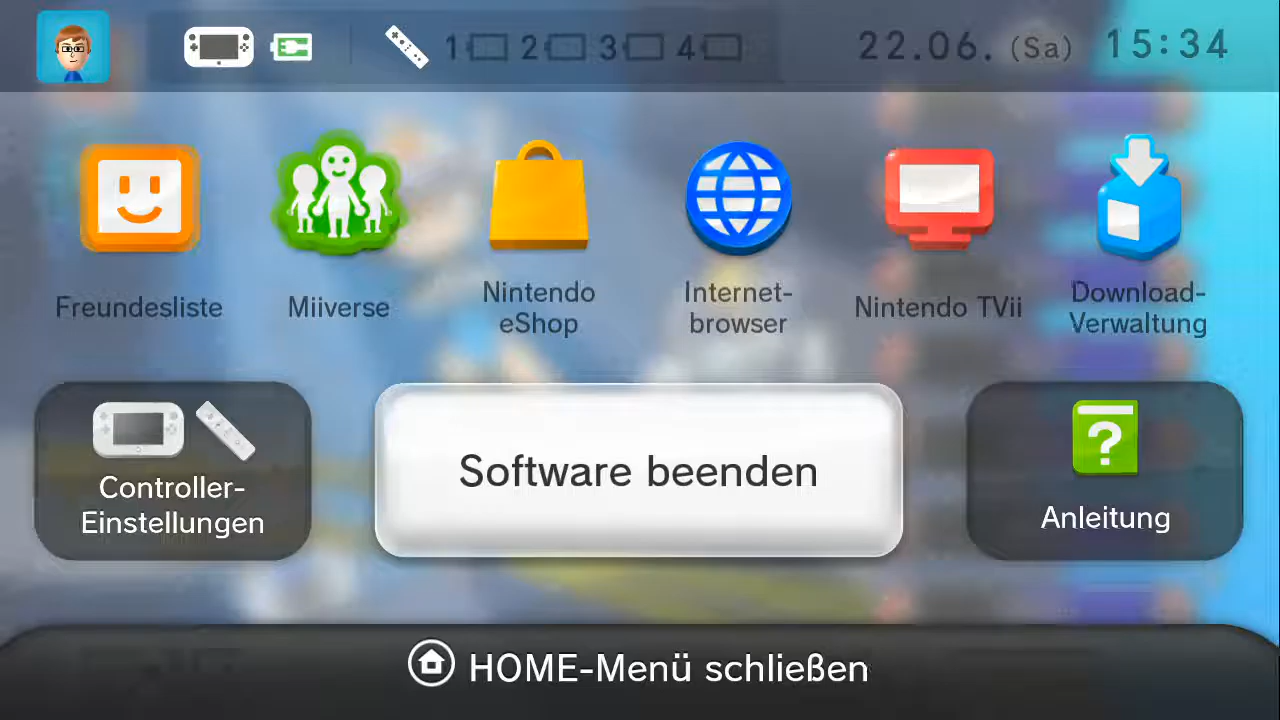 1 2 3 4 22.06. (Sa) 15:34
Freundesliste
Miiverse
Nintendo
eShop
Internet-
browser
Nintendo TVii
Download-
Verwaltung
Controller-
Einstellungen
Software beenden
Anleitung
HOME-Menü schließen